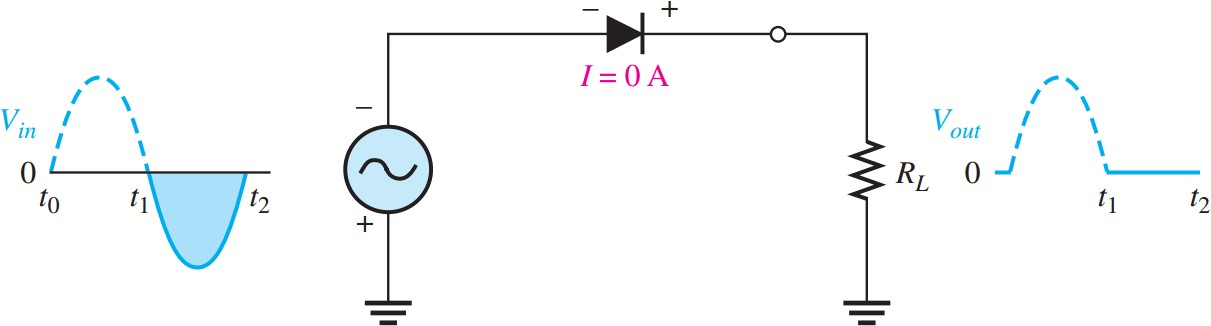 − +
I = 0 A
−
+
V_in
0
t_0 t_1 t_2
R_L
V_out
0
t_1 t_2